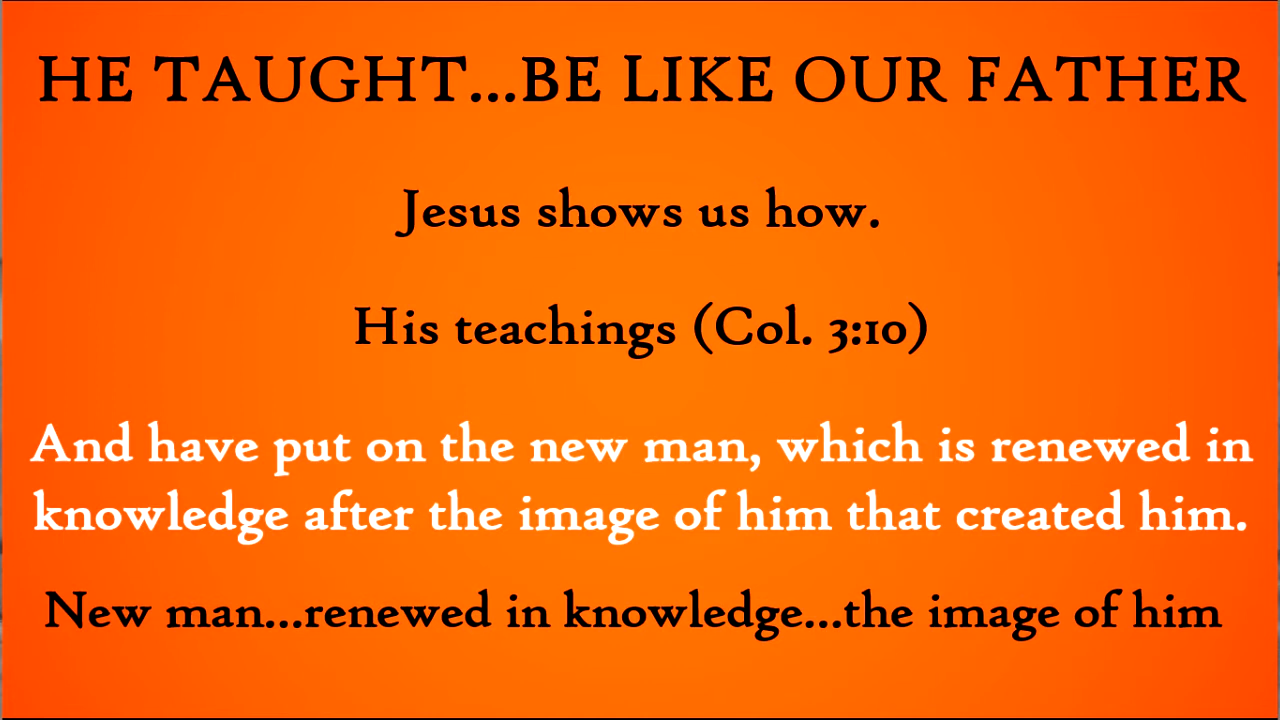 HE TAUGHT...BE LIKE OUR FATHER
Jesus shows us how.
His teachings (Col. 3:10)
And have put on the new man, which is renewed in
knowledge after the image of him that created him.
New man...renewed in knowledge...the image of him